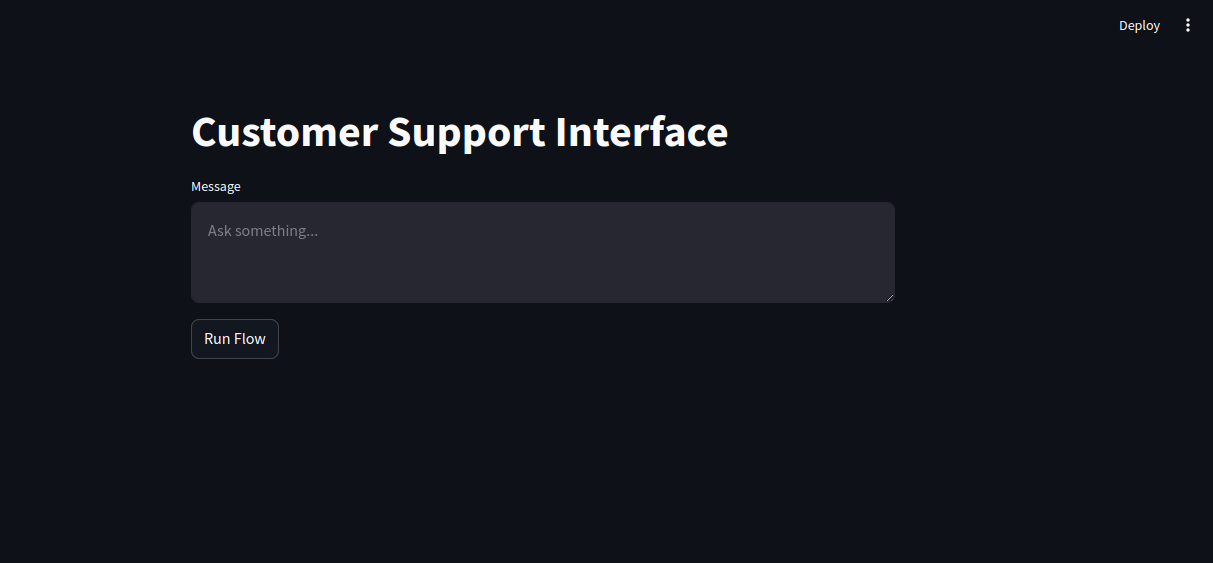 Deploy
Customer Support Interface
Message
Ask something...
Run Flow